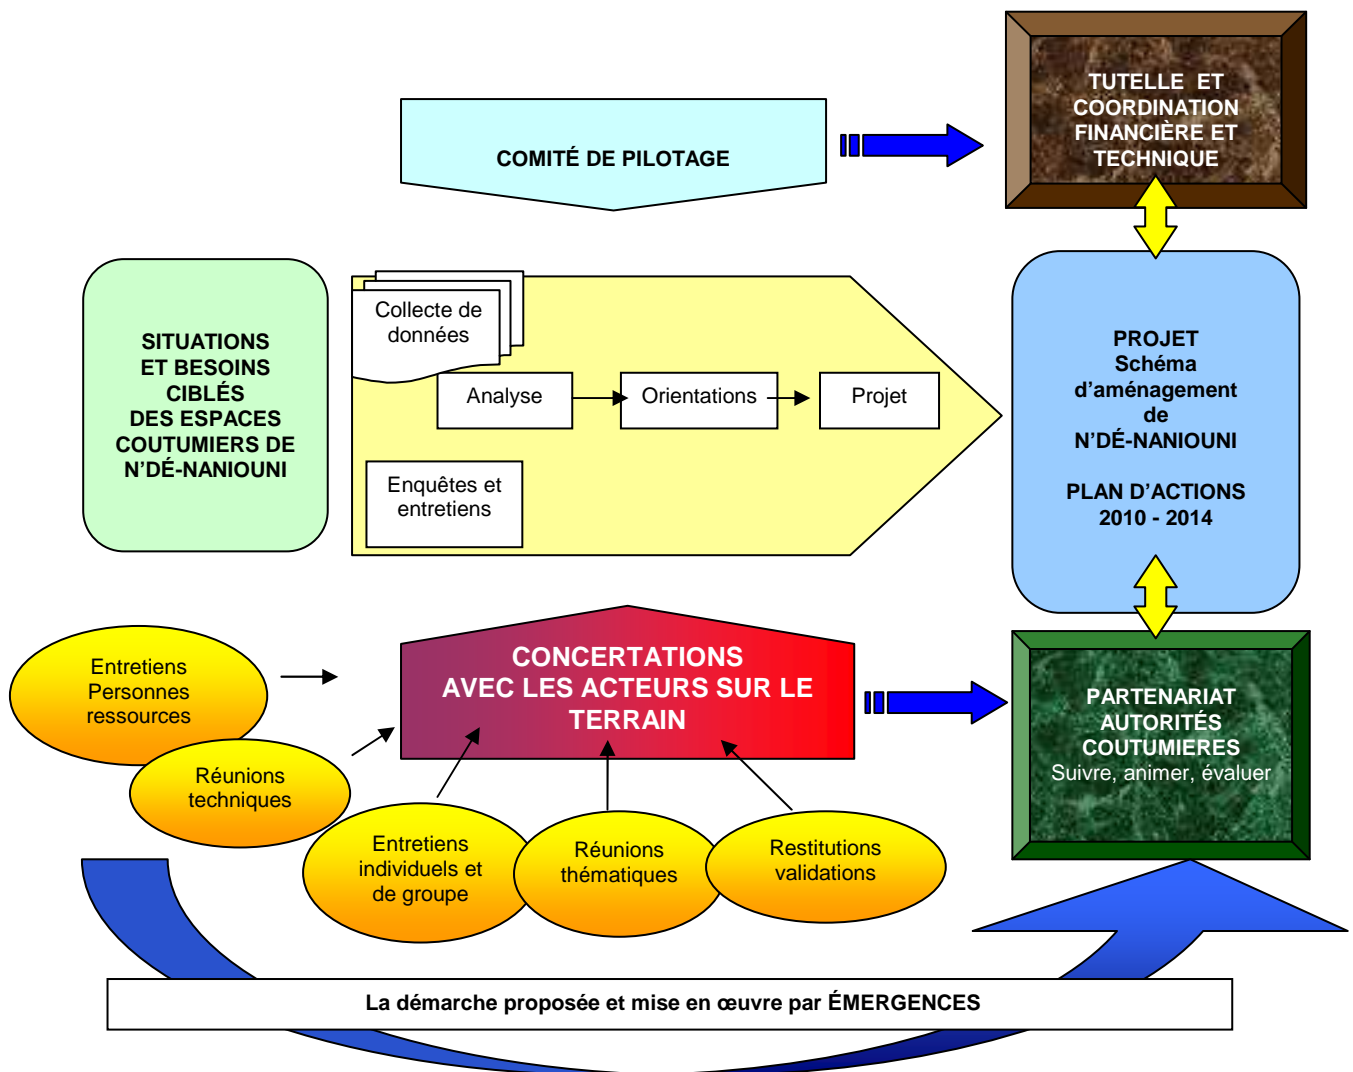 TUTELLE ET
COORDINATION
FINANCIÈRE ET
TECHNIQUE
COMITÉ DE PILOTAGE
SITUATIONS
ET BESOINS
CIBLÉS
DES ESPACES
COUTUMIERS DE
N'DÉ-NANIOUNI
Collecte de
données
Analyse
Orientations
Projet
Enquêtes et
entretiens
PROJET
Schéma
d'aménagement
de
N'DÉ-NANIOUNI
PLAN D'ACTIONS
2010 - 2014
Entretiens
Personnes
ressources
Réunions
techniques
CONCERTATIONS
AVEC LES ACTEURS SUR LE
TERRAIN
Entretiens
individuels et
de groupe
Réunions
thématiques
Restitutions
validations
PARTENARIAT
AUTORITÉS
COUTUMIERES
Suivre, animer, évaluer
La démarche proposée et mise en œuvre par ÉMERGENCES